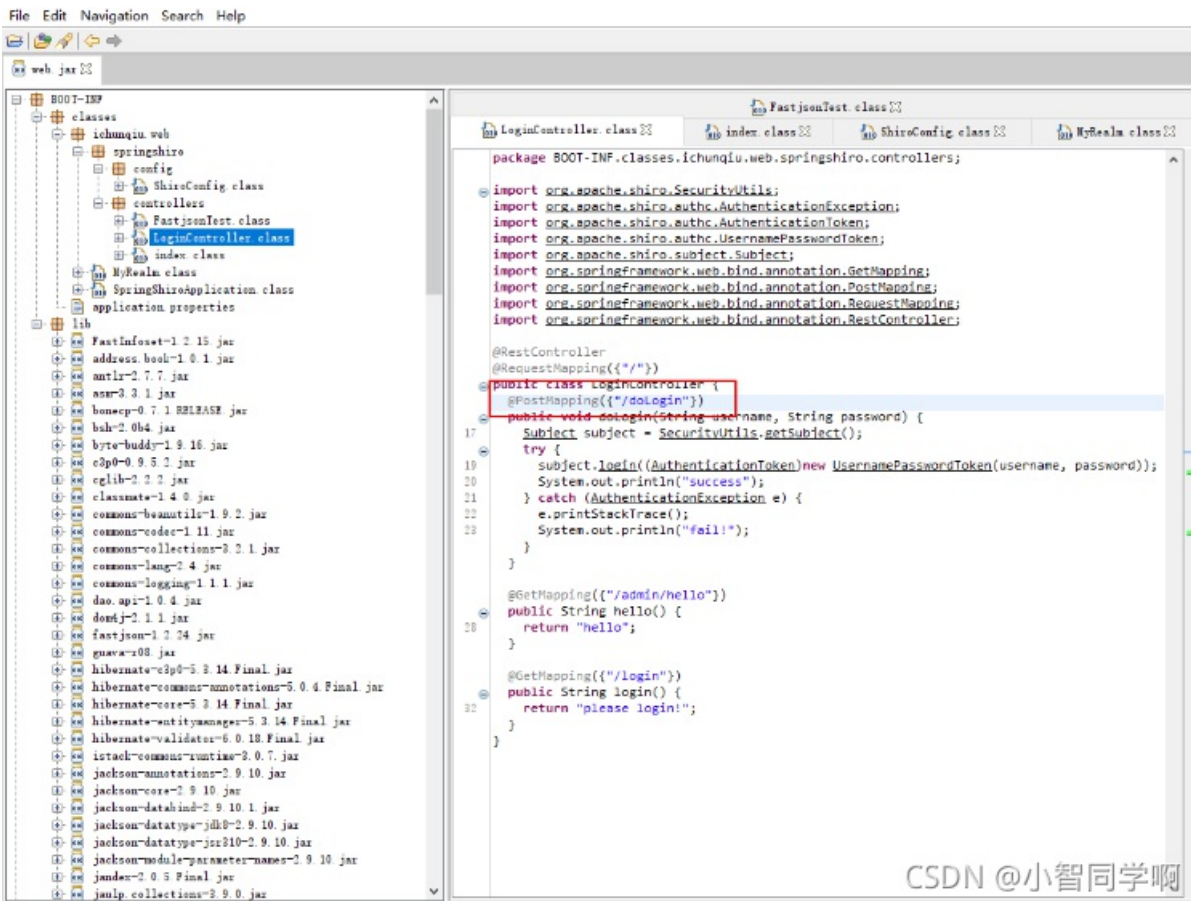 File Edit Navigation Search Help
web.jar
BOOT-INF
classes
ichunqiu.web
springshiro
config
ShiroConfig.class
controllers
FastjsonTest.class
LoginController.class
index.class
MyRealm.class
SpringShiroApplication.class
application.properties
lib
FastInfoset-1.2.15.jar
address.book-1.0.1.jar
antlr-2.7.7.jar
asm-3.3.1.jar
bonecp-0.7.1.RELEASE.jar
bsh-2.0b4.jar
byte-buddy-1.9.16.jar
c3p0-0.9.5.2.jar
cglib-2.2.2.jar
classmate-1.4.0.jar
commons-beanutils-1.9.2.jar
commons-codec-1.11.jar
commons-collections-3.2.1.jar
commons-lang-2.4.jar
commons-logging-1.1.1.jar
dao.api-1.0.4.jar
dom4j-2.1.1.jar
fastjson-1.2.24.jar
guava-r08.jar
hibernate-c3p0-5.3.14.Final.jar
hibernate-commons-annotations-5.0.4.Final.jar
hibernate-core-5.3.14.Final.jar
hibernate-entitymanager-5.3.14.Final.jar
hibernate-validator-6.0.18.Final.jar
istack-commons-runtime-3.0.7.jar
jackson-annotations-2.9.10.jar
jackson-core-2.9.10.jar
jackson-databind-2.9.10.1.jar
jackson-datatype-jdk8-2.9.10.jar
jackson-datatype-jsr310-2.9.10.jar
jackson-module-parameter-names-2.9.10.jar
jandex-2.0.5.Final.jar
jaulp.collections-3.9.0.jar
FastjsonTest.class
LoginController.class index.class ShiroConfig.class MyRealm.class
package BOOT-INF.classes.ichunqiu.web.springshiro.controllers;
import org.apache.shiro.SecurityUtils;
import org.apache.shiro.authc.AuthenticationException;
import org.apache.shiro.authc.AuthenticationToken;
import org.apache.shiro.authc.UsernamePasswordToken;
import org.apache.shiro.subject.Subject;
import org.springframework.web.bind.annotation.GetMapping;
import org.springframework.web.bind.annotation.PostMapping;
import org.springframework.web.bind.annotation.RequestMapping;
import org.springframework.web.bind.annotation.RestController;
@RestController
@RequestMapping({"/"})
public class LoginController {
@PostMapping({"/doLogin"})
public void doLogin(String username, String password) {
17 Subject subject = SecurityUtils.getSubject();
try {
19 subject.login((AuthenticationToken)new UsernamePasswordToken(username, password));
20 System.out.println("success");
21 } catch (AuthenticationException e) {
22 e.printStackTrace();
23 System.out.println("fail!");
}
}
@GetMapping({"/admin/hello"})
public String hello() {
28 return "hello";
}
@GetMapping({"/login"})
public String login() {
32 return "please login!";
}
}
CSDN @小智同学啊